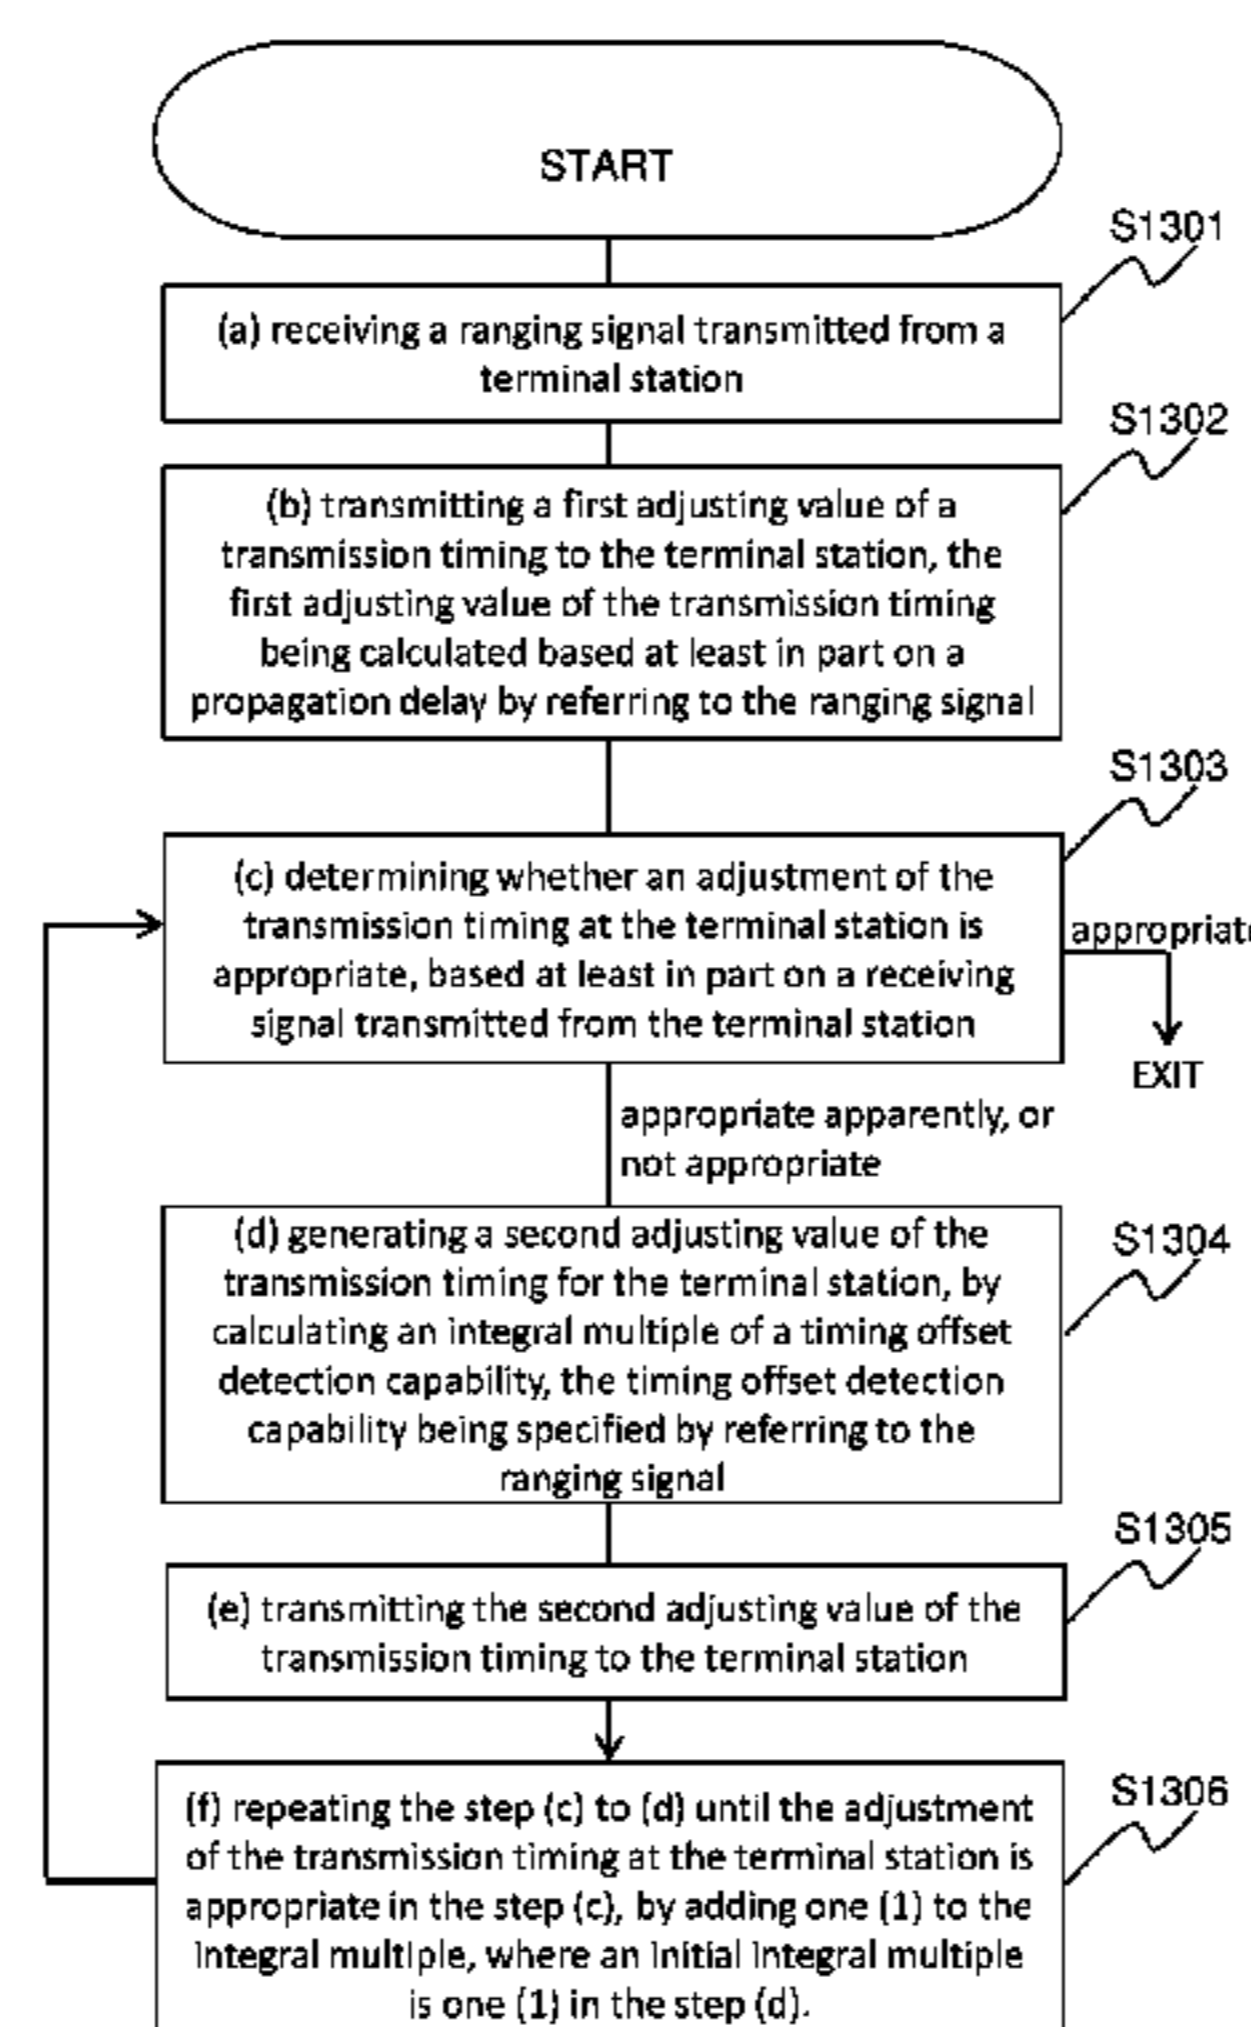 START
S1301
(a) receiving a ranging signal transmitted from a
terminal station
S1302
(b) transmitting a first adjusting value of a
transmission timing to the terminal station, the
first adjusting value of the transmission timing
being calculated based at least in part on a
propagation delay by referring to the ranging signal
S1303
(c) determining whether an adjustment of the
transmission timing at the terminal station is
appropriate, based at least in part on a receiving
signal transmitted from the terminal station
appropriate
EXIT
appropriate apparently, or
not appropriate
S1304
(d) generating a second adjusting value of the
transmission timing for the terminal station, by
calculating an integral multiple of a timing offset
detection capability, the timing offset detection
capability being specified by referring to the
ranging signal
S1305
(e) transmitting the second adjusting value of the
transmission timing to the terminal station
S1306
(f) repeating the step (c) to (d) until the adjustment
of the transmission timing at the terminal station is
appropriate in the step (c), by adding one (1) to the
integral multiple, where an initial integral multiple
is one (1) in the step (d).